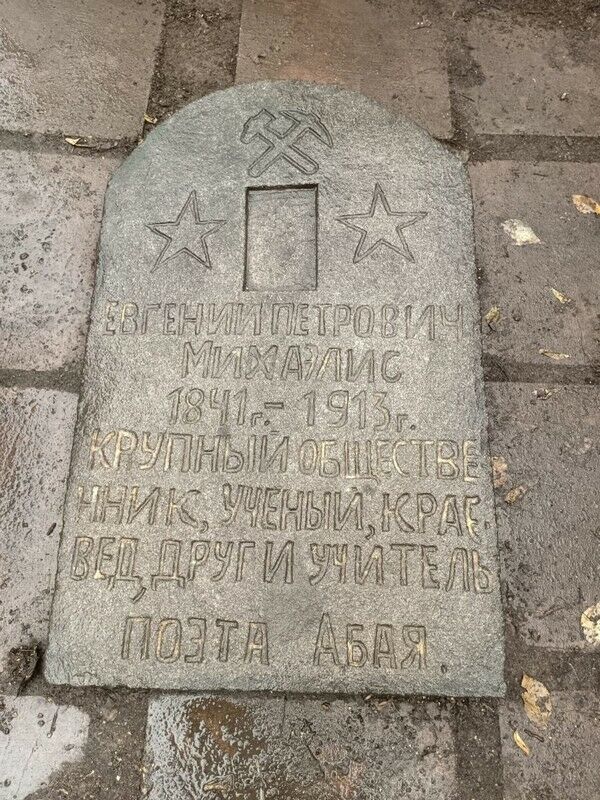 ЕВГЕНИЙ ПЕТРОВИЧ
МИХАЭЛИС
1841г.-1913г.
КРУПНЫЙ ОБЩЕСТВЕ
ННИК, УЧЕНЫЙ, КРАЕ-
ВЕД, ДРУГ И УЧИТЕЛЬ
ПОЭТА АБАЯ